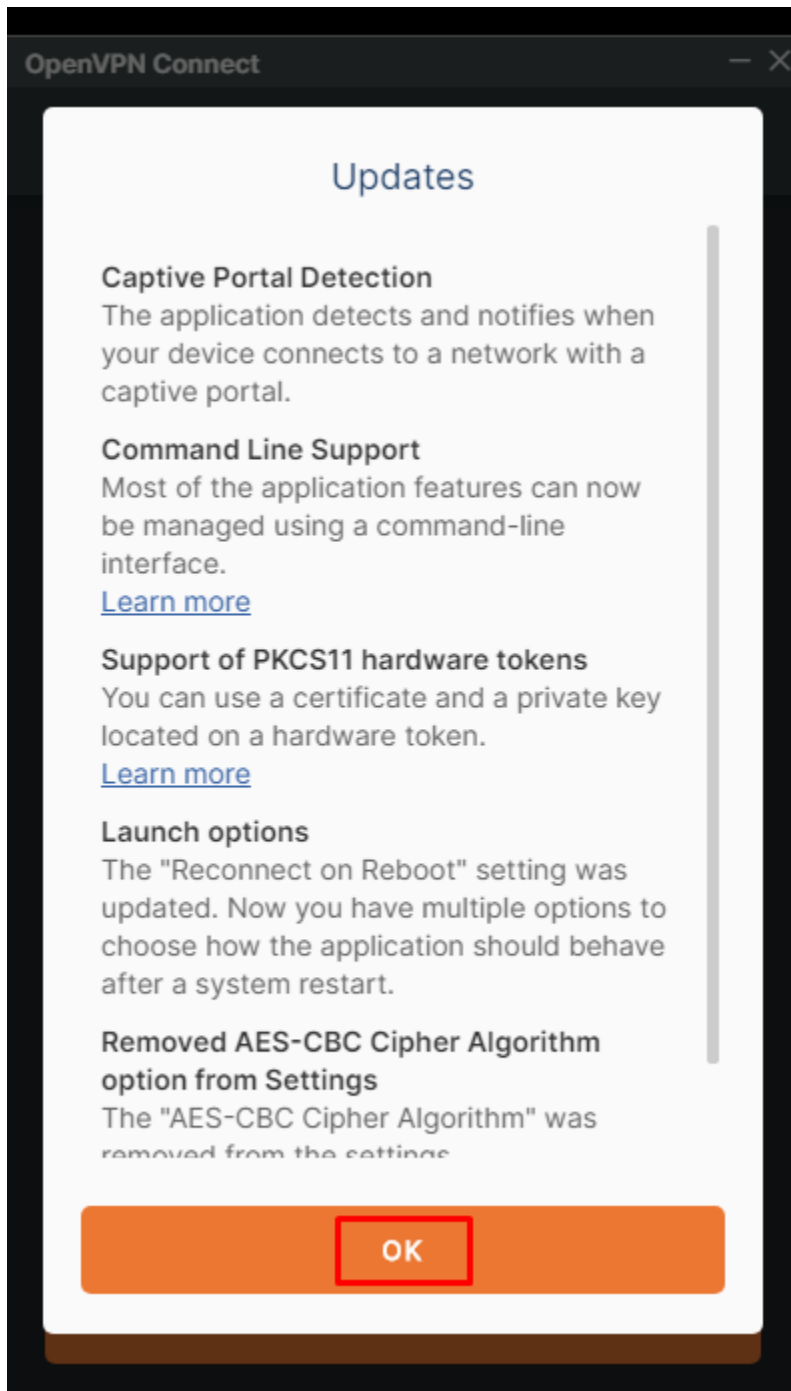 OpenVPN Connect
Updates
Captive Portal Detection
The application detects and notifies when
your device connects to a network with a
captive portal.
Command Line Support
Most of the application features can now
be managed using a command-line
interface.
Learn more
Support of PKCS11 hardware tokens
You can use a certificate and a private key
located on a hardware token.
Learn more
Launch options
The "Reconnect on Reboot" setting was
updated. Now you have multiple options to
choose how the application should behave
after a system restart.
Removed AES-CBC Cipher Algorithm
option from Settings
The "AES-CBC Cipher Algorithm" was
removed from the settings
OK